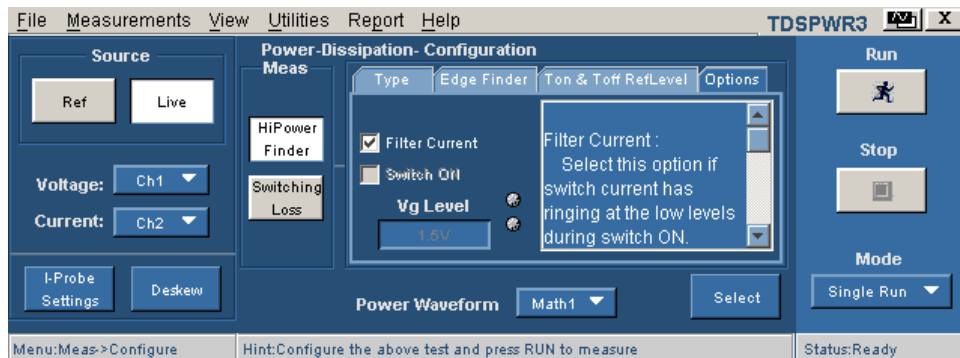 File Measurements View Utilities Report Help
TDSPWR3
X
Source
Ref
Live
Voltage:
Ch1
Current:
Ch2
I-Probe
Settings
Deskew
Power-Dissipation- Configuration
Meas
HiPower
Finder
Switching
Loss
Type
Edge Finder
Ton & Toff RefLevel
Options
Filter Current
Switch ON
Vg Level
1.5V
Filter Current :
Select this option if
switch current has
ringing at the low levels
during switch ON.
Power Waveform
Math1
Select
Run
Stop
Mode
Single Run
Menu:Meas->Configure
Hint:Configure the above test and press RUN to measure
Status:Ready